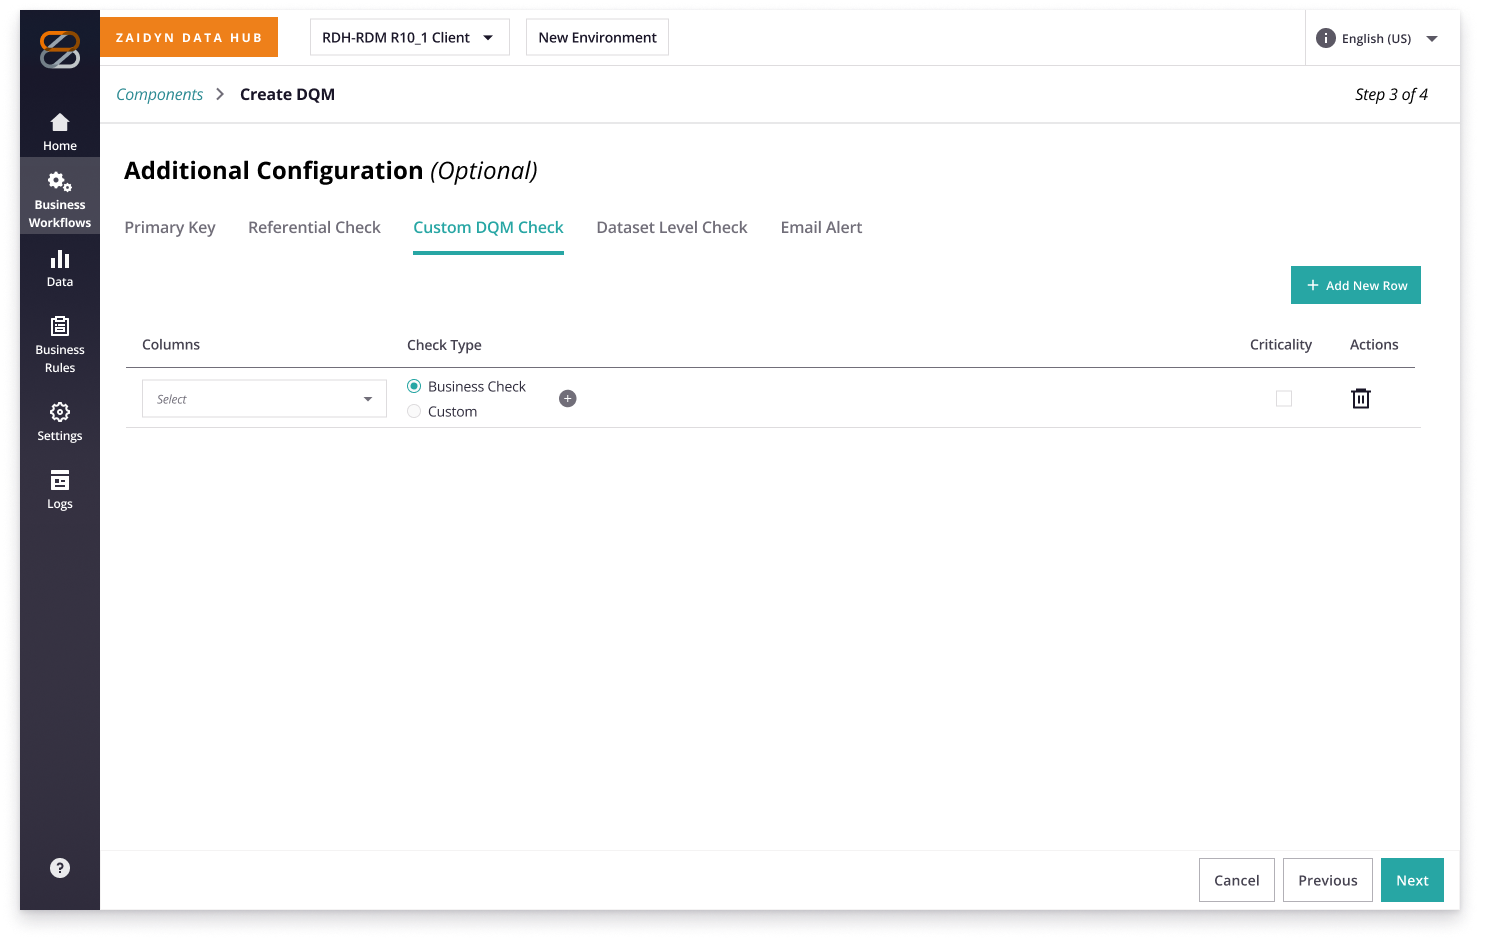 ZAIDYN DATA HUB
RDH-RDM R10_1 Client
New Environment
English (US)
Components
Create DQM
Step 3 of 4
Home
Business
Workflows
Data
Business
Rules
Settings
Logs
Additional Configuration (Optional)
Primary Key
Referential Check
Custom DQM Check
Dataset Level Check
Email Alert
+ Add New Row
Columns
Check Type
Criticality
Actions
Select
Business Check
Custom
Cancel
Previous
Next